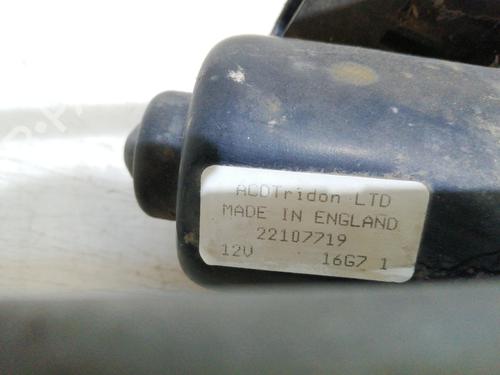 ACDTridon LTD
MADE IN ENGLAND
22107719
12V 16G7 1